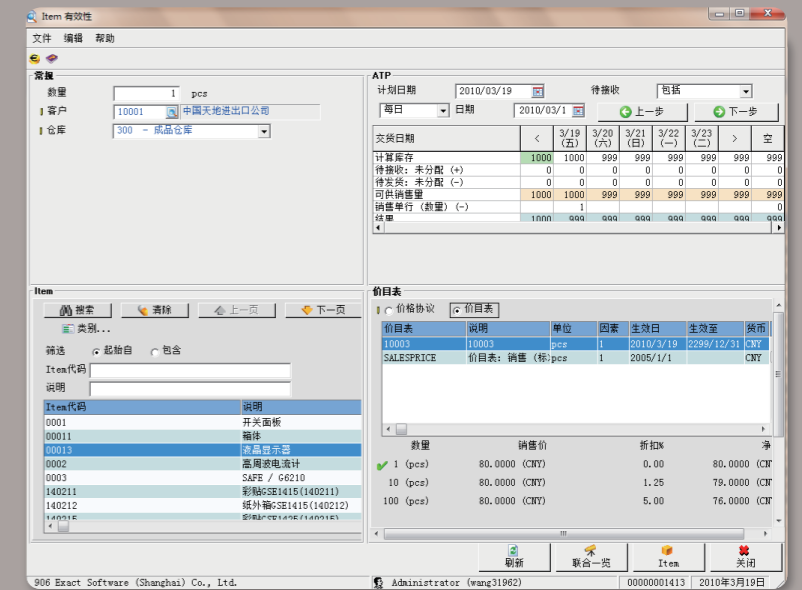 Item 有效性
文件 编辑 帮助
常规
数量 1 pcs
客户 10001 中国天地进出口公司
仓库 300 - 成品仓库
ATP
计划日期 2010/03/19 待接收 包括
每日 日期 2010/03/1 上一步 下一步
交货日期 < 3/19 (五) 3/20 (六) 3/21 (日) 3/22 (一) 3/23 (二) > 空
计算库存 1000 1000 999 999 999 999 999 999
待接收: 未分配 (+) 0 0 0 0 0 0 0 0
待发货: 未分配 (-) 0 0 0 0 0 0 0 0
可供销售量 1000 1000 999 999 999 999 999 999
销售单行 (数量) (-) 1 0
结果 1000 999 999 999 999 999 999 999
Item
搜索 清除 上一页 下一页
类别...
筛选 起始自 包含
Item代码
说明
Item代码 说明
0001 开关面板
00011 箱体
00013 液晶显示器
0002 高周波电流计
0003 SAFE / G6210
140211 彩贴GSE1415(140211)
140212 纸外箱GSE1415(140212)
140215 彩贴GSE1425(140215)
价目表
价格协议 价目表
价目表 说明 单位 因素 生效日 生效至 货币
10003 10003 pcs 1 2010/3/19 2299/12/31 CNY
SALESPRICE 价目表: 销售 (标) pcs 1 2005/1/1 CNY
数量 销售价 折扣% 净
1 (pcs) 80.0000 (CNY) 0.00 80.0000 (CN
10 (pcs) 80.0000 (CNY) 1.25 79.0000 (CN
100 (pcs) 80.0000 (CNY) 5.00 76.0000 (CN
刷新 联合一览 Item 关闭
906 Exact Software (Shanghai) Co., Ltd. Administrator (wang31962) 00000001413 2010年3月19日